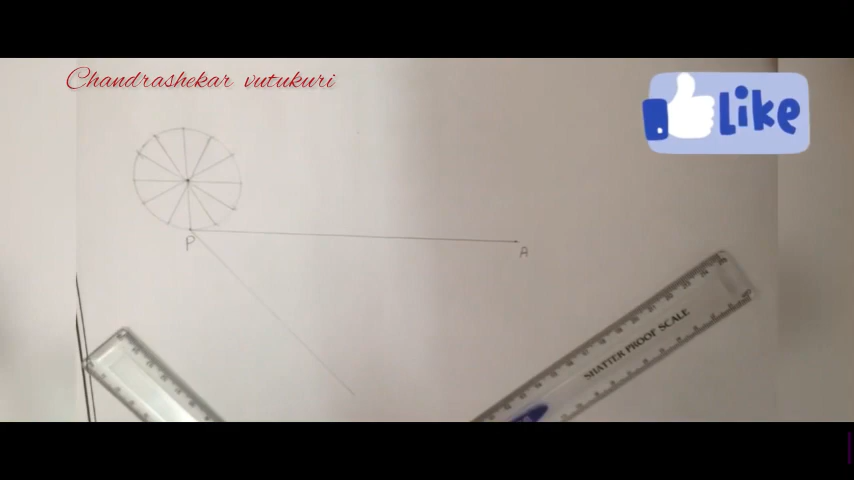 Chandrashekar vutukuri
Like
P
A
SHATTER PROOF SCALE